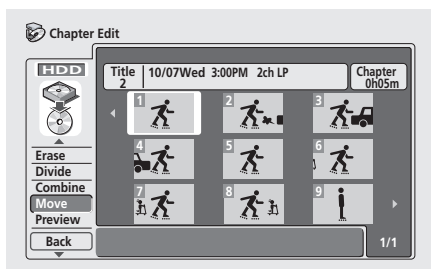 Chapter Edit
HDD
Title 2 10/07Wed 3:00PM 2ch LP
Chapter 0h05m
1 2 3
4 5 6
7 8 9
Erase
Divide
Combine
Move
Preview
Back
1/1